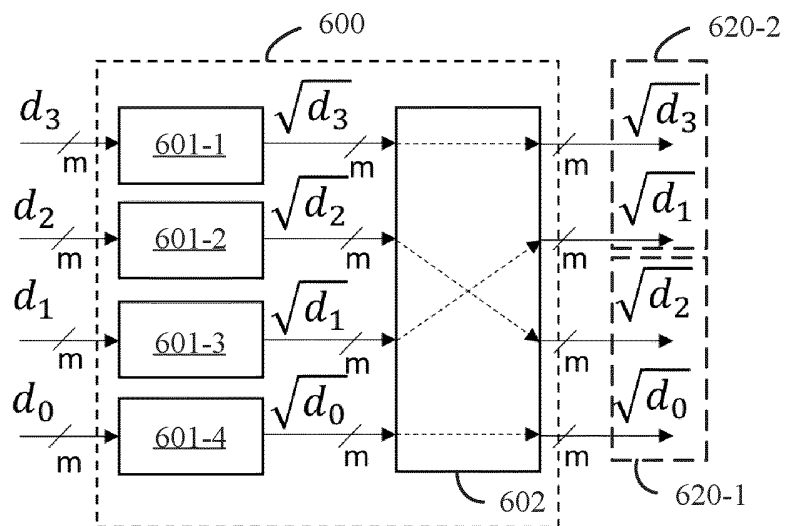 600
620-2
d₃ m 601-1 √d₃ m m √d₃
d₂ m 601-2 √d₂ m m √d₁
d₁ m 601-3 √d₁ m m √d₂
d₀ m 601-4 √d₀ m m √d₀
602
620-1